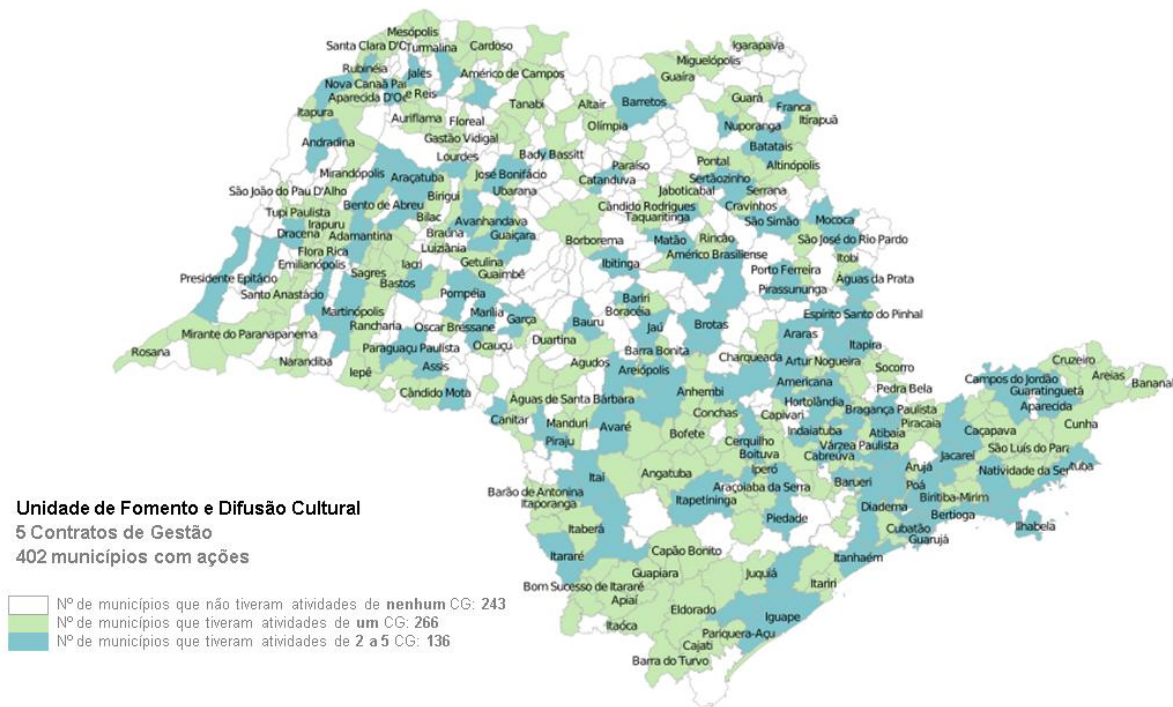 Mesópolis
Santa Clara D'O Turmalina Cardoso
Igarapava
Miguelópolis
Rubinéia Jales Américo de Campos
Guaíra
Nova Canaã Pau
Aparecida D'Oe e Reis
Itapura
Tanabi Altair Barretos Guará Franca
Auriflama Floreal Olímpia Nuporanga Itirapuã
Andradina Gastão Vidigal Batatais
Lourdes Bady Bassitt Paraíso Pontal Altinópolis
Mirandópolis Araçatuba José Bonifácio Catanduva Sertãozinho
São João do Pau D'Alho Birigui Ubarana Jaboticabal Serrana
Tupi Paulista Bento de Abreu Cândido Rodrigues Cravinhos
Irapuru Bilac Avanhandava Taquaritinga São Simão Mococa
Dracena Adamantina Braúna Guaiçara Borborema Matão Rincão São José do Rio Pardo
Flora Rica Luiziânia Américo Brasiliense
Emilianópolis Iacri Getulina Ibitinga Itobi
Presidente Epitácio Sagres Guaimbê Porto Ferreira Águas da Prata
Santo Anastácio Bastos Pompéia Bariri Pirassununga
Martinópolis Marília Garça Boracéia
Mirante do Paranapanema Rancharia Oscar Bressane Bauru Jaú Brotas Espírito Santo do Pinhal
Ocauçu Duartina Araras Itapira
Rosana Narandiba Paraguaçu Paulista Barra Bonita Charqueada Artur Nogueira
Iepê Assis Agudos Areiópolis Socorro
Cândido Mota Águas de Santa Bárbara Anhembi Americana Pedra Bela
Cruzeiro
Campos do Jordão Areias Bananal
Guaratinguetá
Hortolândia
Canitar Manduri Avaré Conchas Capivari Bragança Paulista Aparecida
Piraju Bofete Cerquilho Indaiatuba Atibaia Piracaia Caçapava Cunha
Boituva Várzea Paulista
Cabreúva Jacareí São Luís do Para
Itaí Angatuba Iperó Arujá
Barão de Antonina Araçoiaba da Serra Barueri Poá Natividade da Ser tuba
Itaporanga Itapetininga Biritiba-Mirim
Diadema Bertioga
Itaberá Piedade Cubatão Ilhabela
Guarujá
Itararé Capão Bonito Itanhaém
Guapiara Juquiá
Bom Sucesso de Itararé Itariri
Apiaí Eldorado Iguape
Itaóca
Pariquera-Açu
Cajati
Barra do Turvo
Unidade de Fomento e Difusão Cultural
5 Contratos de Gestão
402 municípios com ações
Nº de municípios que não tiveram atividades de nenhum CG: 243
Nº de municípios que tiveram atividades de um CG: 266
Nº de municípios que tiveram atividades de 2 a 5 CG: 136